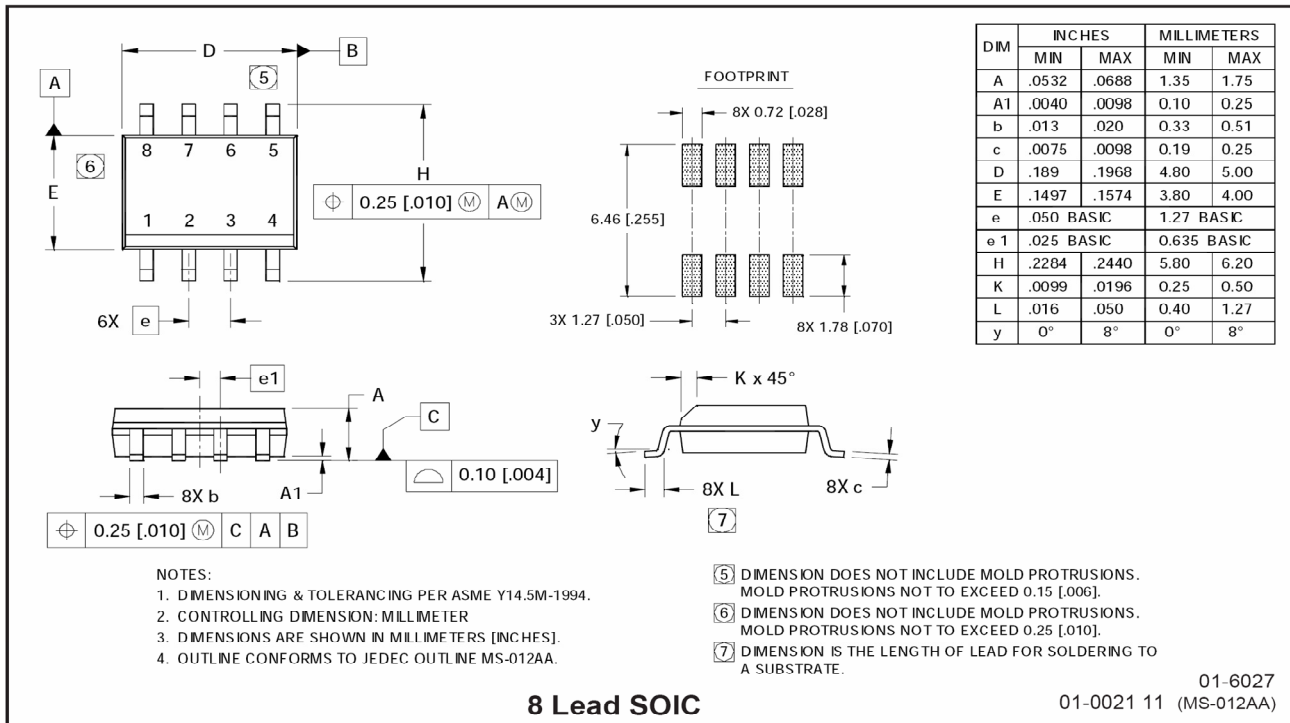 D
B
5
A
8 7 6 5
6
E
H
⌖ 0.25 [.010] Ⓜ A Ⓜ
1 2 3 4
6X e
FOOTPRINT
8X 0.72 [.028]
6.46 [.255]
3X 1.27 [.050]
8X 1.78 [.070]
DIM INCHES MILLIMETERS
MIN MAX MIN MAX
A .0532 .0688 1.35 1.75
A1 .0040 .0098 0.10 0.25
b .013 .020 0.33 0.51
c .0075 .0098 0.19 0.25
D .189 .1968 4.80 5.00
E .1497 .1574 3.80 4.00
e .050 BASIC 1.27 BASIC
e 1 .025 BASIC 0.635 BASIC
H .2284 .2440 5.80 6.20
K .0099 .0196 0.25 0.50
L .016 .050 0.40 1.27
y 0° 8° 0° 8°
e1
A
C
0.10 [.004]
8X b
A1
⌖ 0.25 [.010] Ⓜ C A B
K x 45°
y
8X L
8X c
7
NOTES:
1. DIMENSIONING & TOLERANCING PER ASME Y14.5M-1994.
2. CONTROLLING DIMENSION: MILLIMETER
3. DIMENSIONS ARE SHOWN IN MILLIMETERS [INCHES].
4. OUTLINE CONFORMS TO JEDEC OUTLINE MS-012AA.
5 DIMENSION DOES NOT INCLUDE MOLD PROTRUSIONS.
MOLD PROTRUSIONS NOT TO EXCEED 0.15 [.006].
6 DIMENSION DOES NOT INCLUDE MOLD PROTRUSIONS.
MOLD PROTRUSIONS NOT TO EXCEED 0.25 [.010].
7 DIMENSION IS THE LENGTH OF LEAD FOR SOLDERING TO
A SUBSTRATE.
8 Lead SOIC
01-6027
01-0021 11 (MS-012AA)